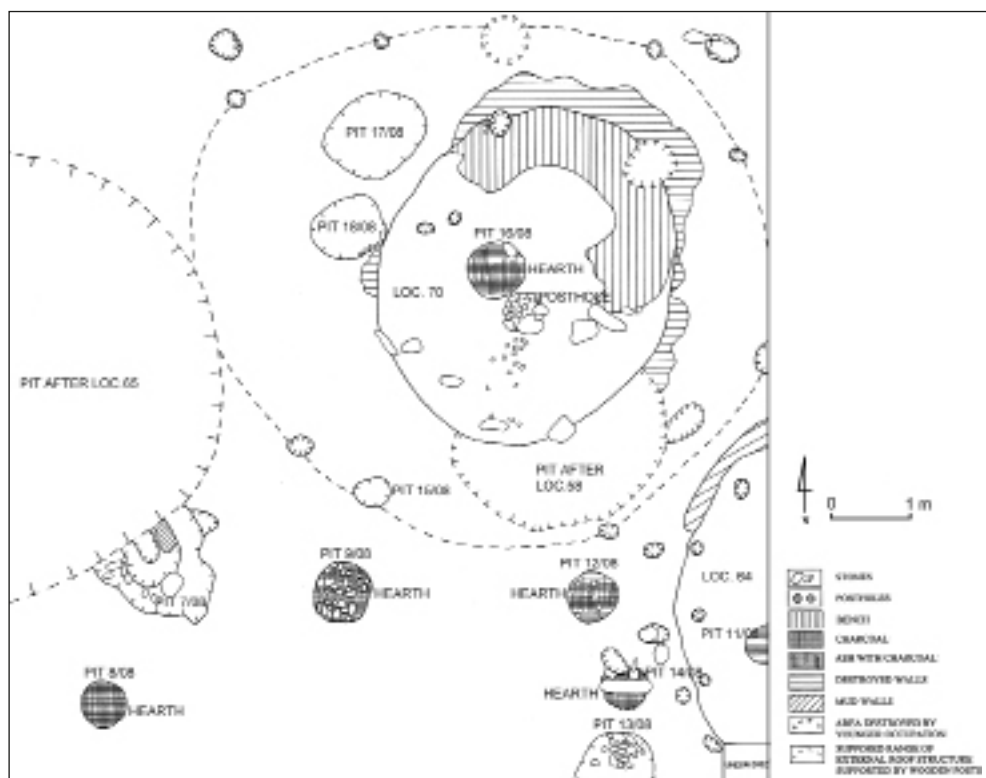 PIT 17/08
PIT 18/08
PIT 16/08
HEARTH
POSTHOLE
LOC. 70
PIT AFTER LOC.65
PIT AFTER
LOC.58
PIT 15/08
PIT 9/08
HEARTH
PIT 12/08
HEARTH
LOC. 64
PIT 7/08
PIT 11/08
PIT 14/08
HEARTH
PIT 8/08
HEARTH
PIT 13/08
0 1 m
STONES
POSTHOLES
BENCH
CHARCOAL
ASH WITH CHARCOAL
DESTROYED WALLS
MUD WALLS
AREA DESTROYED BY
YOUNGER OCCUPATION
RANGE OF
EXTERNAL ROOF STRUCTURE
SUPPORTED BY WOODEN POSTS